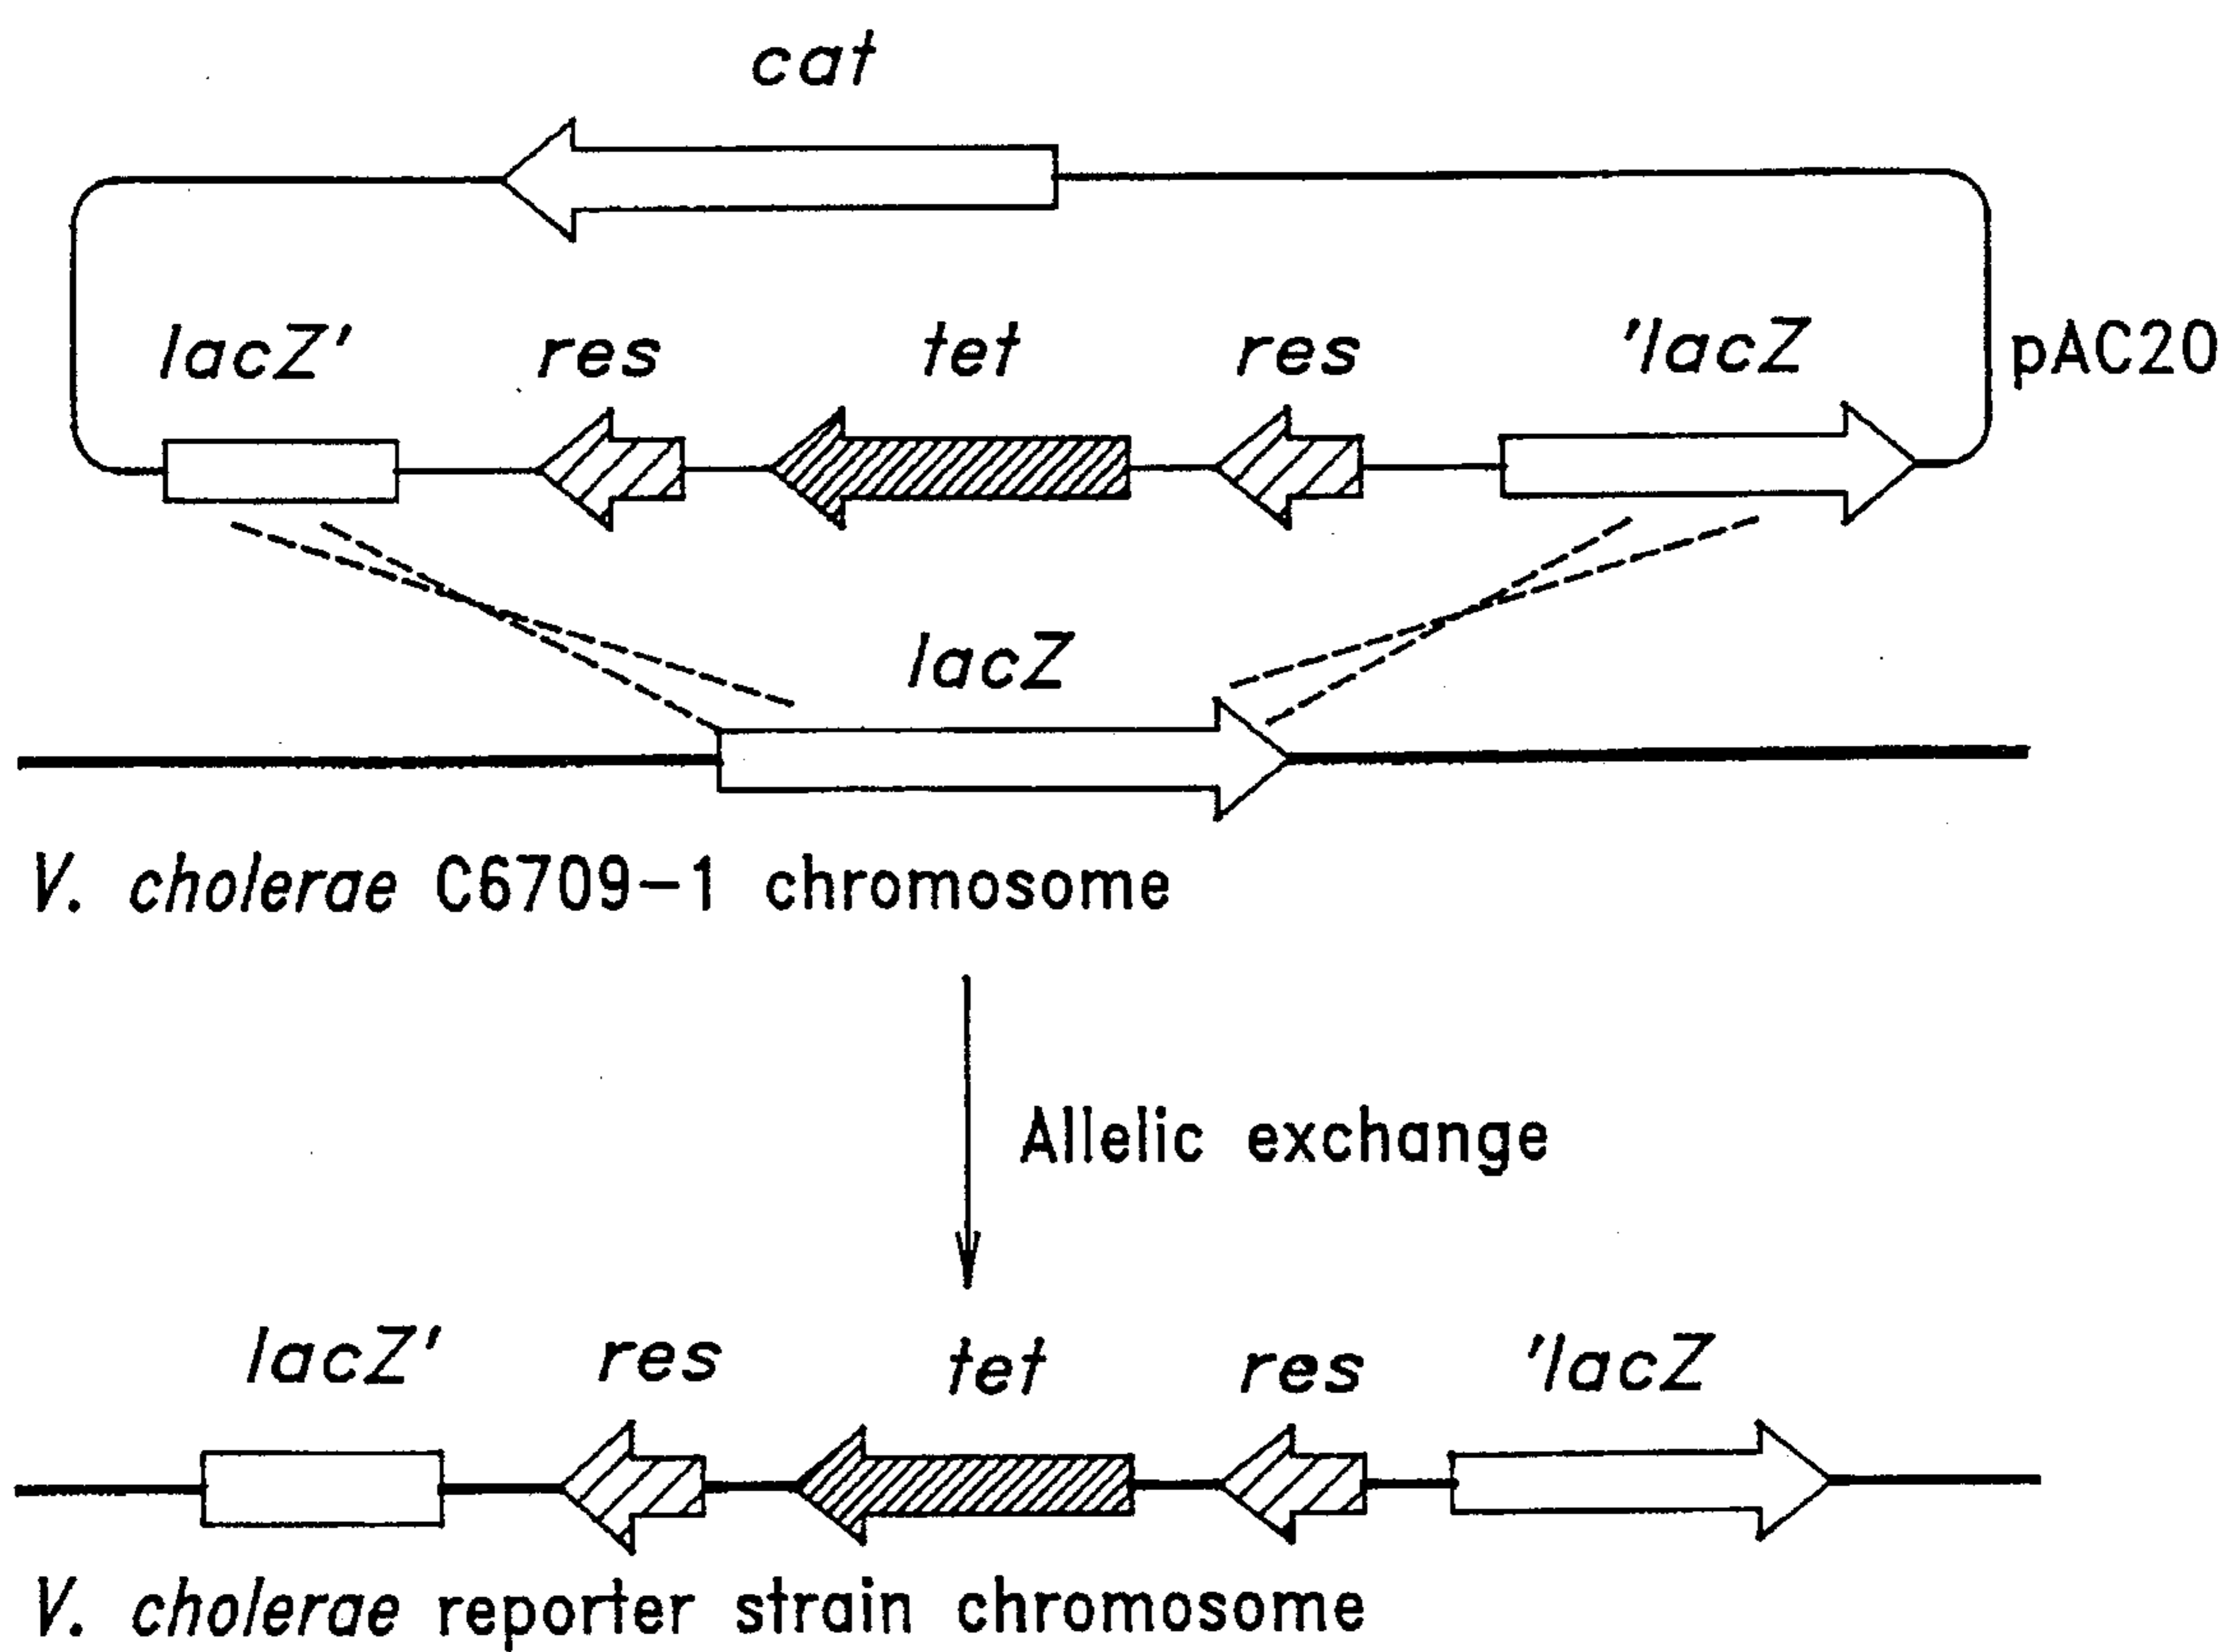 cat
lacZ' res tet res 'lacZ pAC20
lacZ
V. cholerae C6709-1 chromosome
Allelic exchange
lacZ' res tet res 'lacZ
V. cholerae reporter strain chromosome